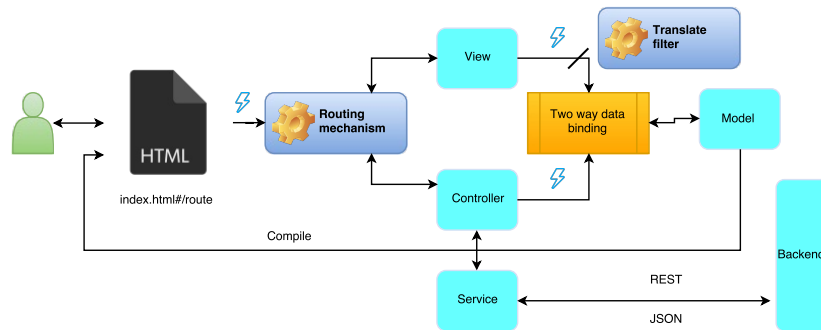 View
Translate
filter
Routing
mechanism
Two way data
binding
Model
HTML
index.html#/route
Controller
Compile
Backend
REST
Service
JSON